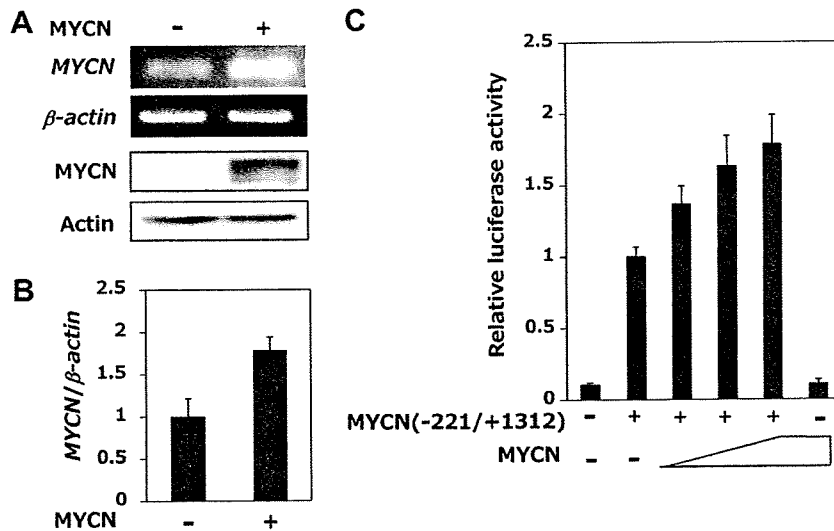 A
MYCN - +
MYCN
β-actin
MYCN
Actin
B
2.5
2
1.5
1
0.5
0
MYCN/β-actin
MYCN - +
C
2.5
2
1.5
1
0.5
0
Relative luciferase activity
MYCN(-221/+1312) - + + + + -
MYCN - -